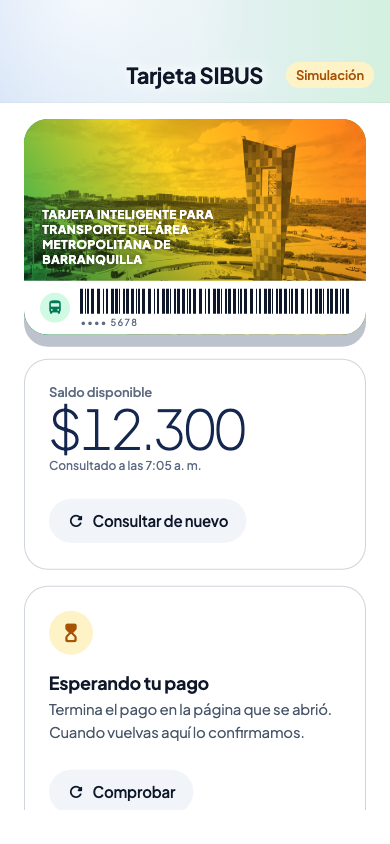 Tarjeta SIBUS
Simulación
TARJETA INTELIGENTE PARA
TRANSPORTE DEL ÁREA
METROPOLITANA DE
BARRANQUILLA
•••• 5678
Saldo disponible
$12.300
Consultado a las 7:05 a. m.
Consultar de nuevo
Esperando tu pago
Termina el pago en la página que se abrió.
Cuando vuelvas aquí lo confirmamos.
Comprobar